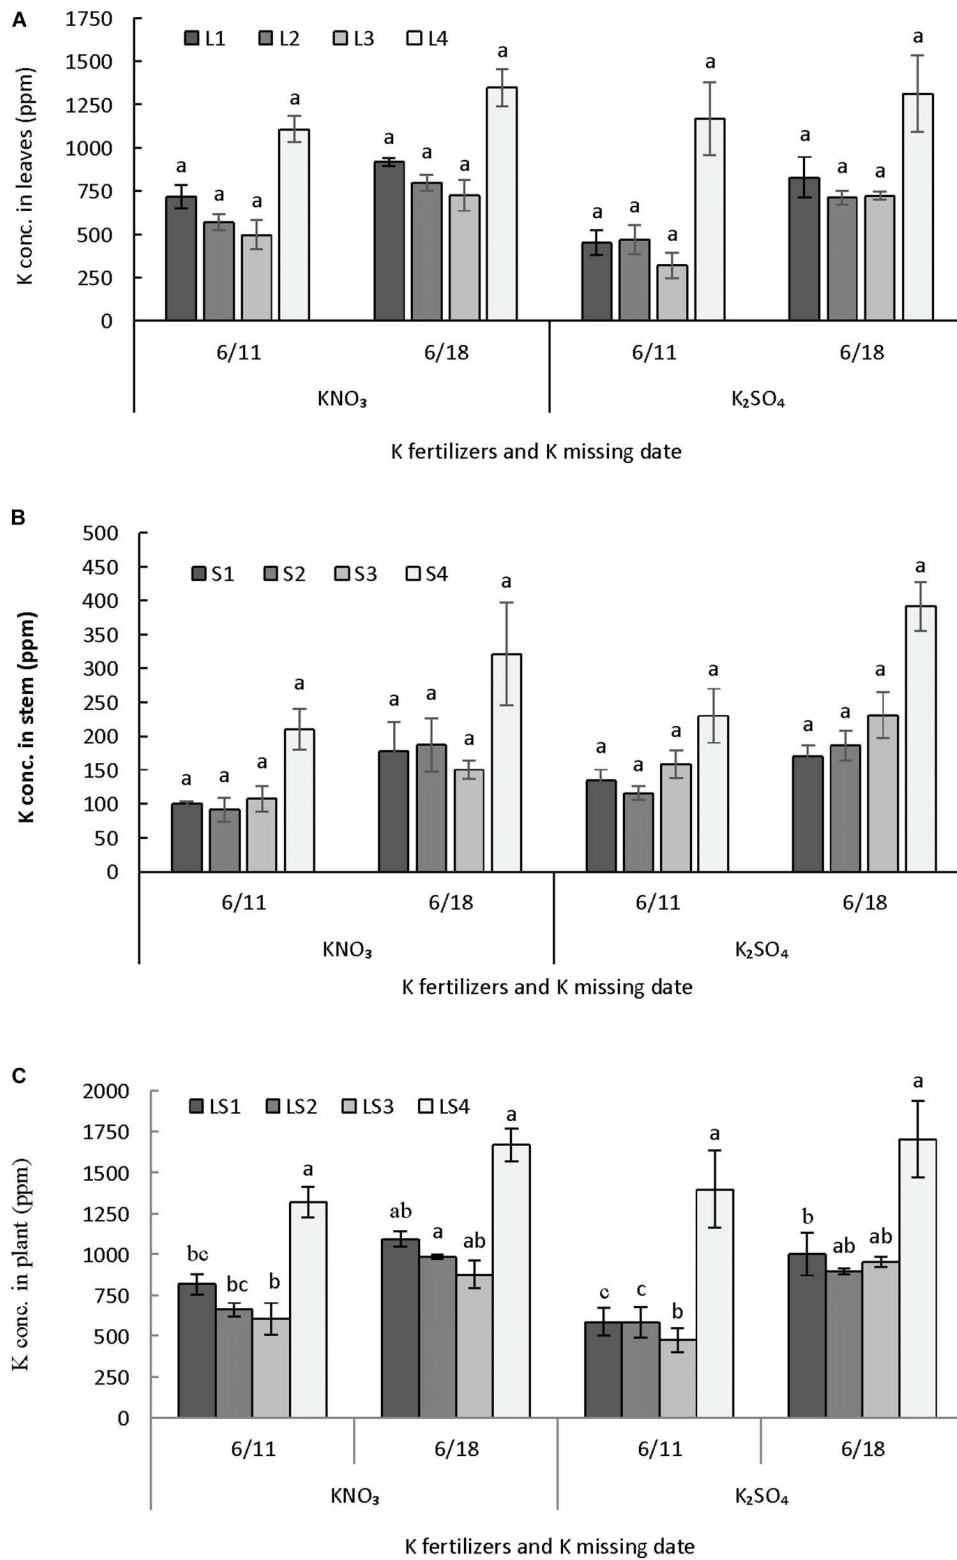 A
K conc. in leaves (ppm)
1750
1500
1250
1000
750
500
250
0
L1 L2 L3 L4
a a a a a a a a a a a a a a a a
6/11 6/18 6/11 6/18
KNO₃ K₂SO₄
K fertilizers and K missing date
B
K conc. in stem (ppm)
500
450
400
350
300
250
200
150
100
50
0
S1 S2 S3 S4
a a a a a a a a a a a a a a a a
6/11 6/18 6/11 6/18
KNO₃ K₂SO₄
K fertilizers and K missing date
C
K conc. in plant (ppm)
2000
1750
1500
1250
1000
750
500
250
0
LS1 LS2 LS3 LS4
bc bc b a ab a ab a c c b a b ab ab a
6/11 6/18 6/11 6/18
KNO₃ K₂SO₄
K fertilizers and K missing date